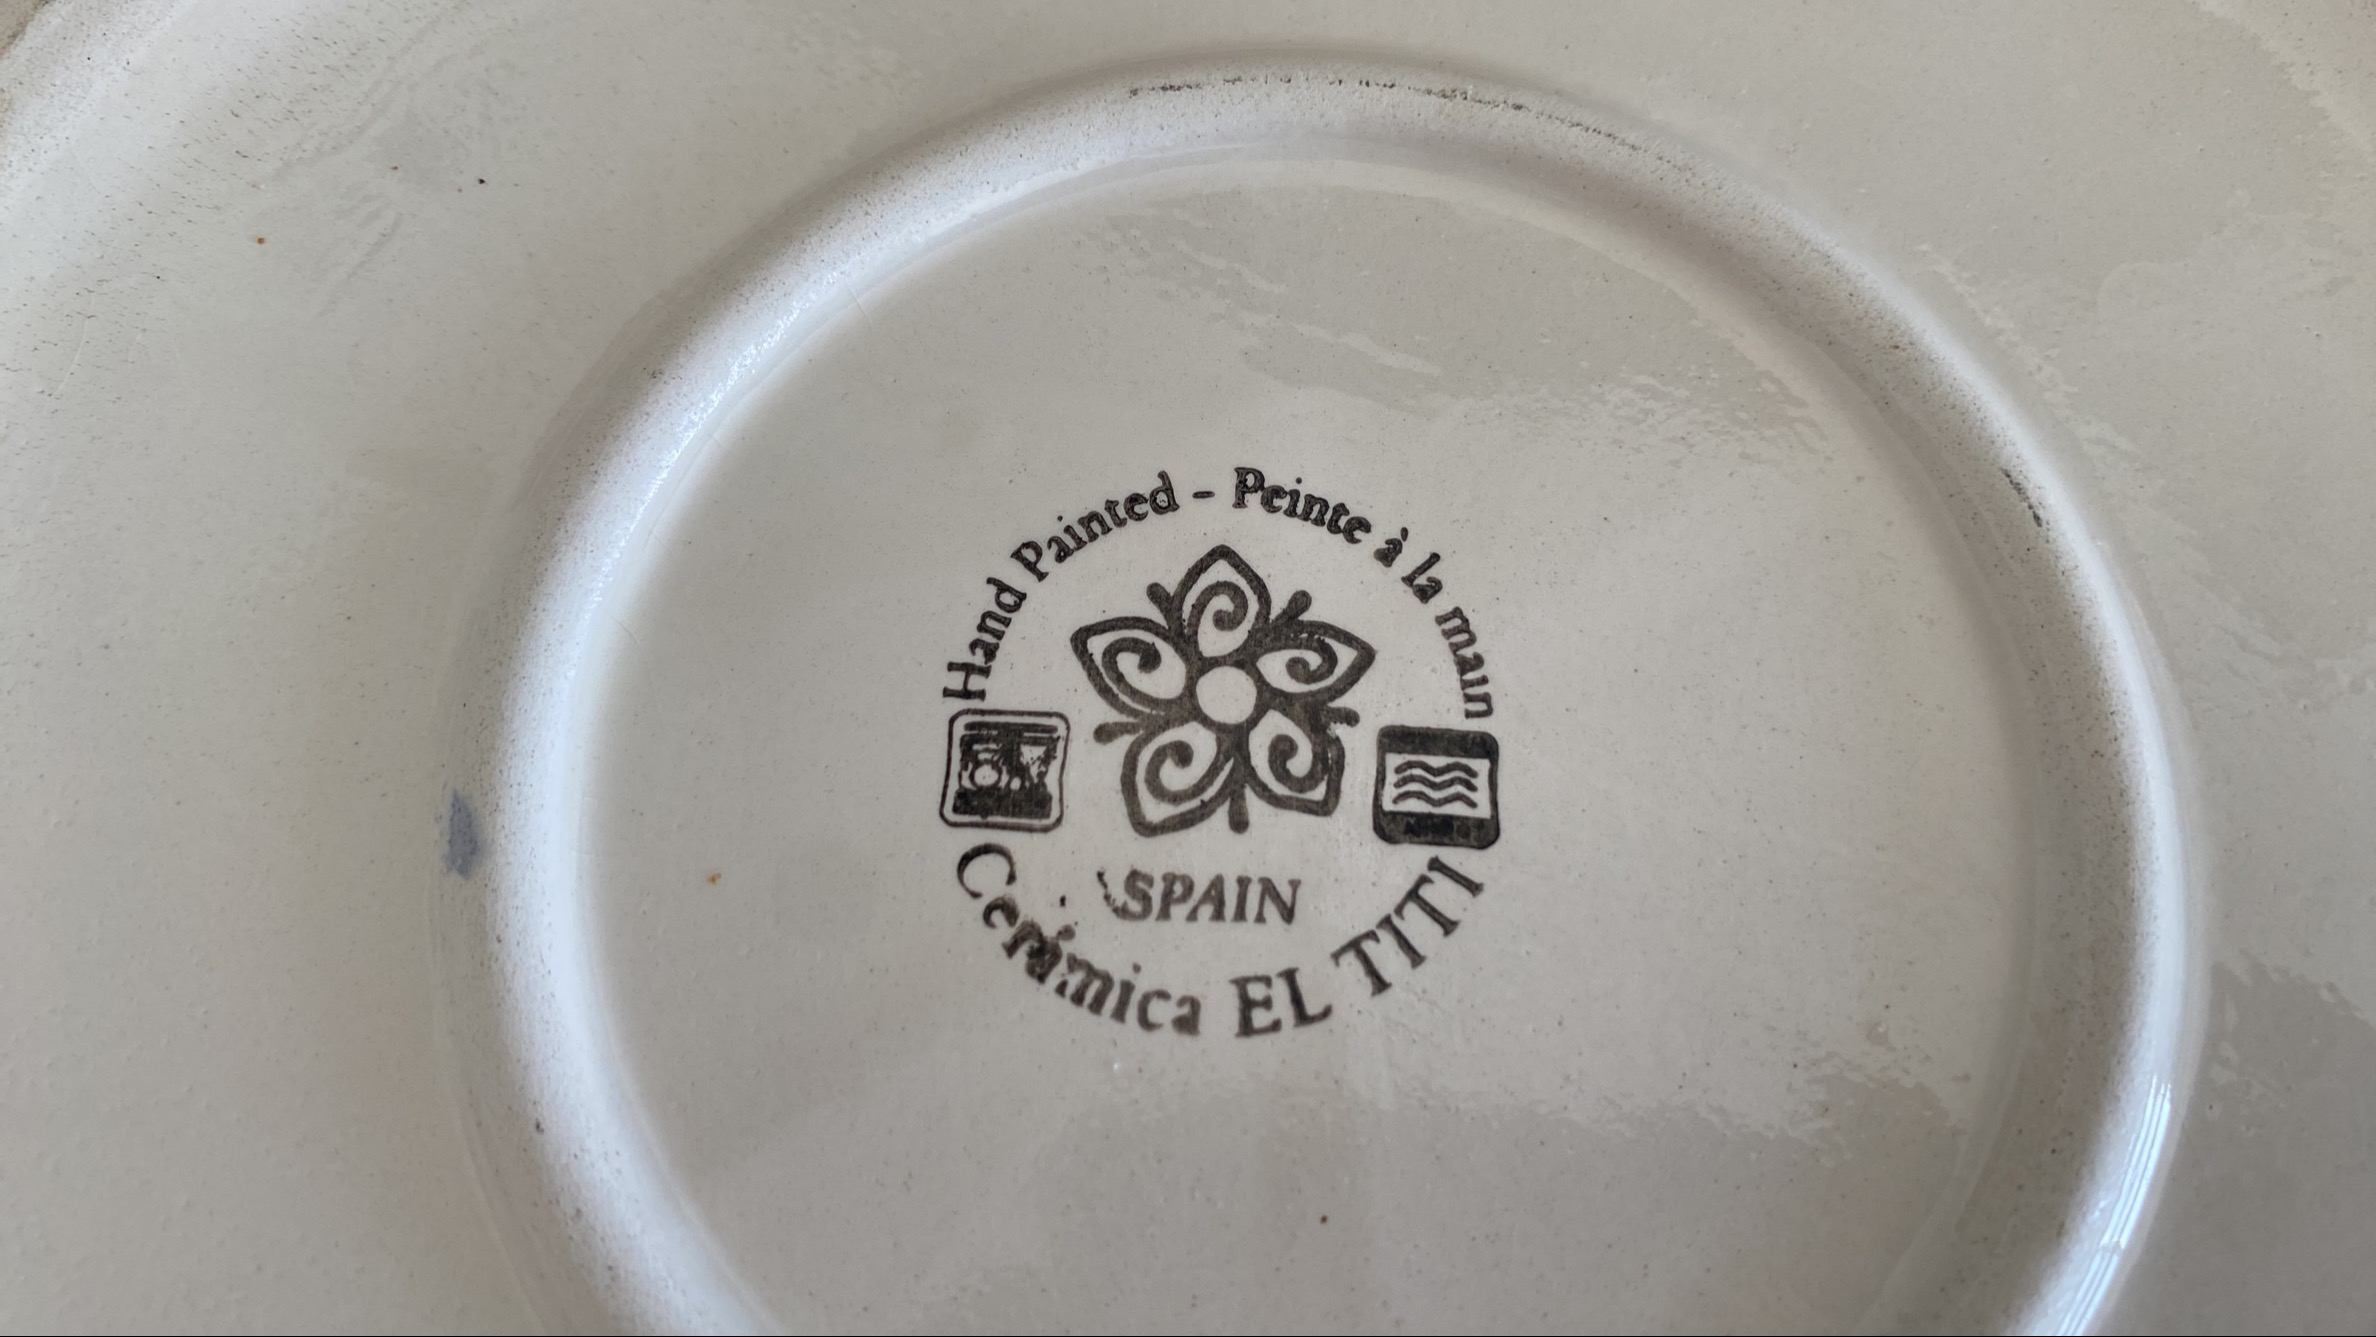 Hand Painted - Peinte à la main
SPAIN
Cerámica EL TITI